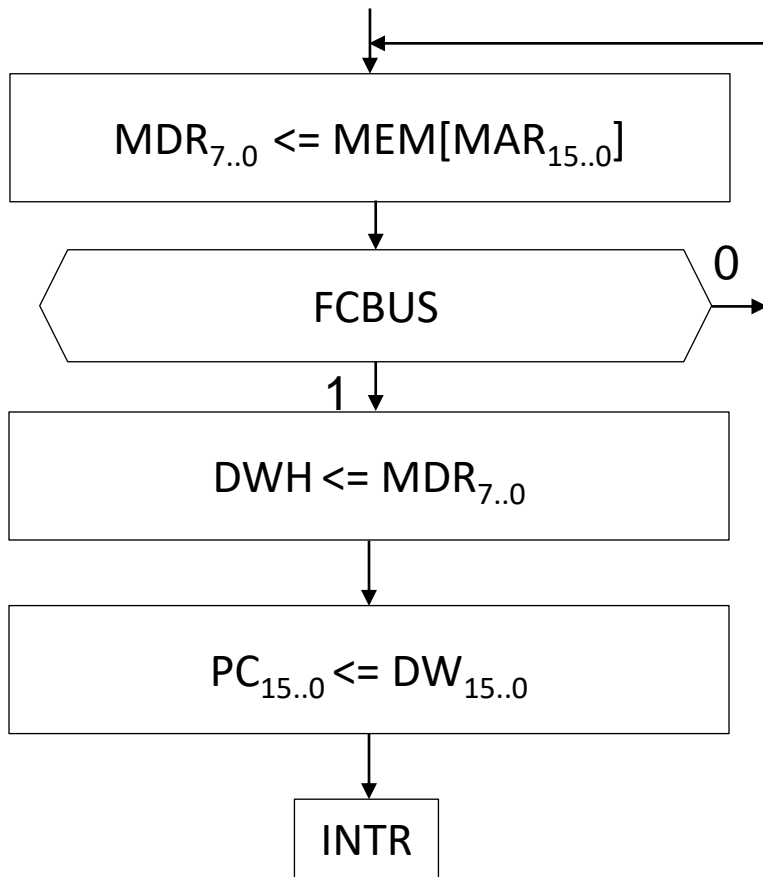 MDR7..0 <= MEM[MAR15..0]
0
FCBUS
1
DWH <= MDR7..0
PC15..0 <= DW15..0
INTR